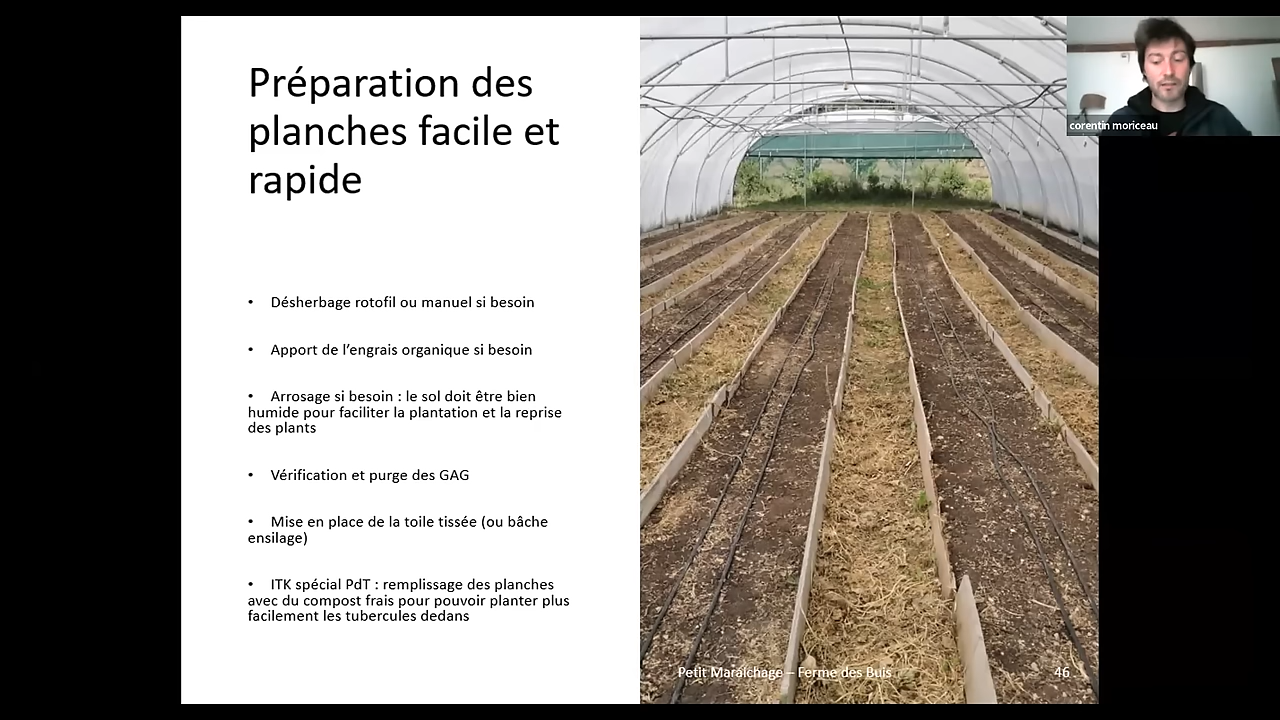 Préparation des
planches facile et
rapide
• Désherbage rotofil ou manuel si besoin
• Apport de l'engrais organique si besoin
• Arrosage si besoin : le sol doit être bien
humide pour faciliter la plantation et la reprise
des plants
• Vérification et purge des GAG
• Mise en place de la toile tissée (ou bâche
ensilage)
• ITK spécial PdT : remplissage des planches
avec du compost frais pour pouvoir planter plus
facilement les tubercules dedans
Petit Maraîchage – Ferme des Buis
46
corentin moriceau